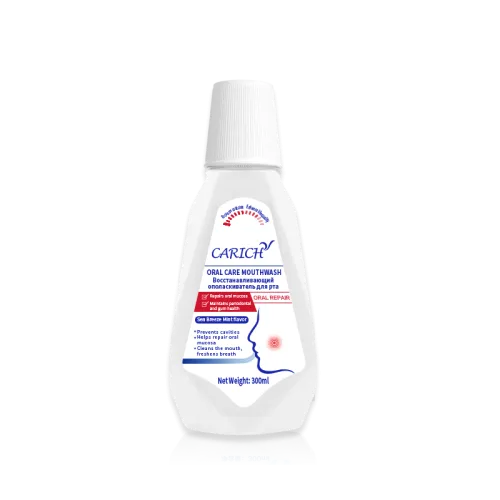 CARICH
ORAL CARE MOUTHWASH
Восстанавливающий
ополаскиватель для рта
Repairs oral mucosa
Maintains periodontal
and gum health
ORAL REPAIR
Sea Breeze Mint flavor
• Prevents cavities
• Helps repair oral
mucosa
• Cleans the mouth,
freshens breath
Net Weight: 300ml